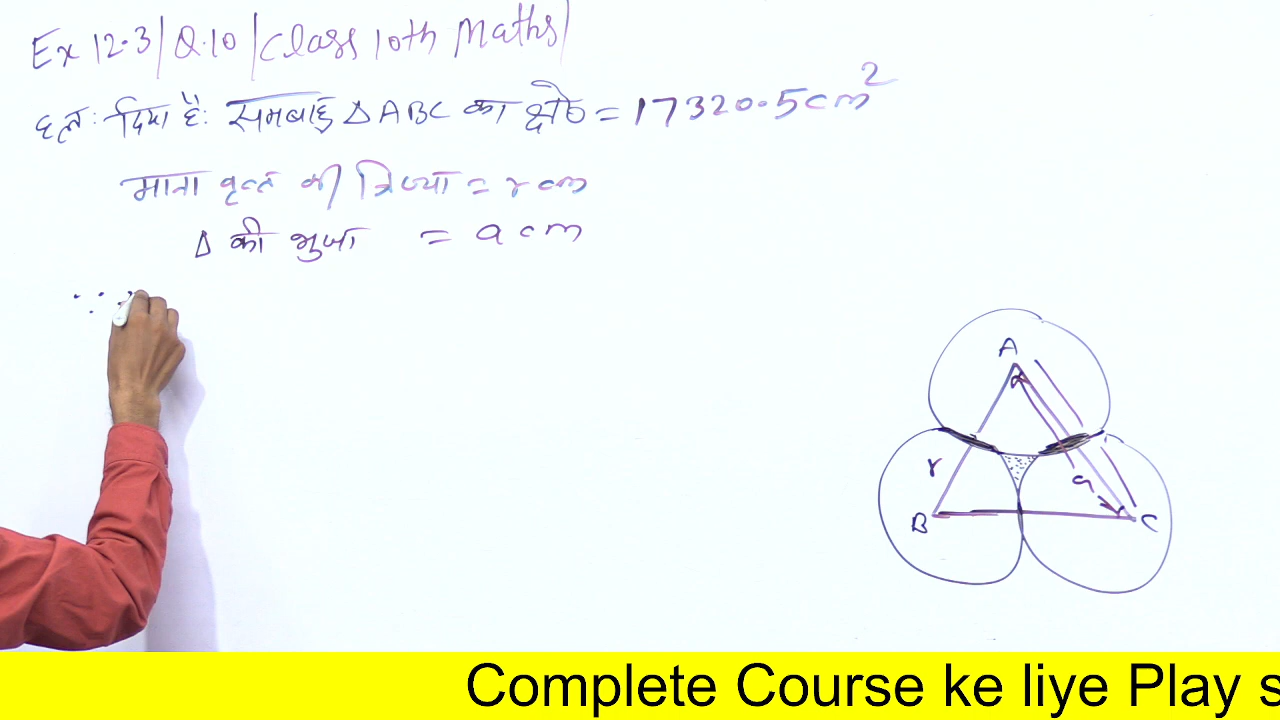 Ex 12.3 | Q.10 | Class 10th Maths |
हल: दिया है: समबाहु Δ ABC का क्षे० = 17320.5 cm²
माना वृत्त की त्रिज्या = r cm
Δ की भुजा = a cm
∵
A
r
a
B
C
Complete Course ke liye Play s